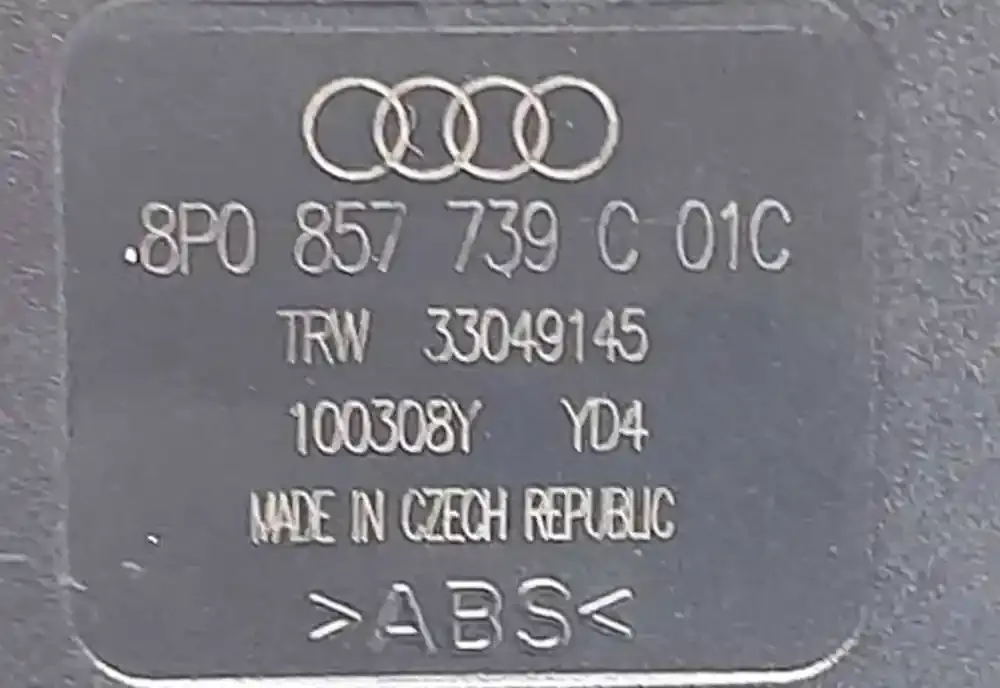 8P0 857 739 C 01C
TRW 33049145
100308Y YD4
MADE IN CZECH REPUBLIC
>ABS<